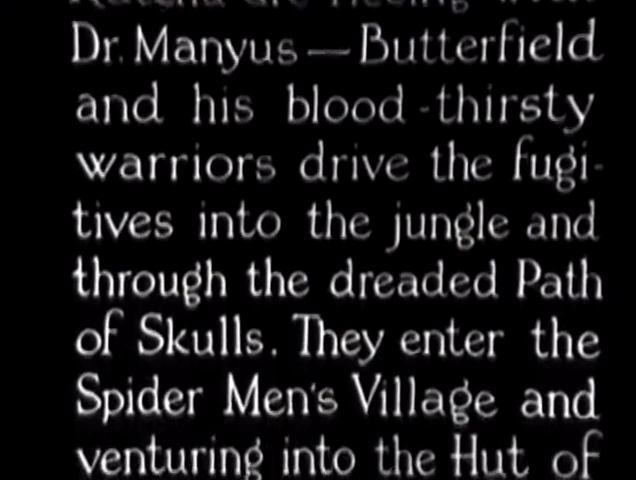 Dr. Manyus — Butterfield
and his blood-thirsty
warriors drive the fugi-
tives into the jungle and
through the dreaded Path
of Skulls. They enter the
Spider Men's Village and
venturing into the Hut of